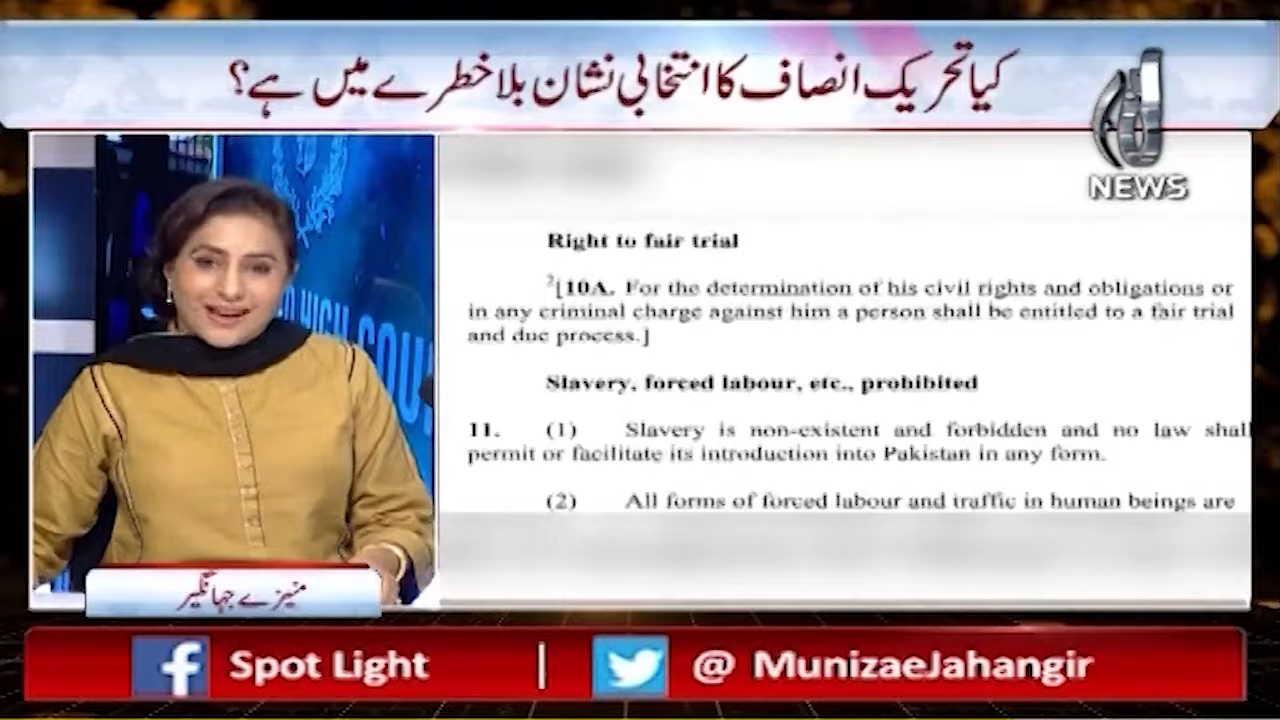 کیا تحریک انصاف کا انتخابی نشان بلا خطرے میں ہے؟
NEWS
HIGH COU
Right to fair trial
²[10A. For the determination of his civil rights and obligations or
in any criminal charge against him a person shall be entitled to a fair trial
and due process.]
Slavery, forced labour, etc., prohibited
11. (1) Slavery is non-existent and forbidden and no law shall
permit or facilitate its introduction into Pakistan in any form.
(2) All forms of forced labour and traffic in human beings are
منیزے جہانگیر
Spot Light | @ MunizaeJahangir